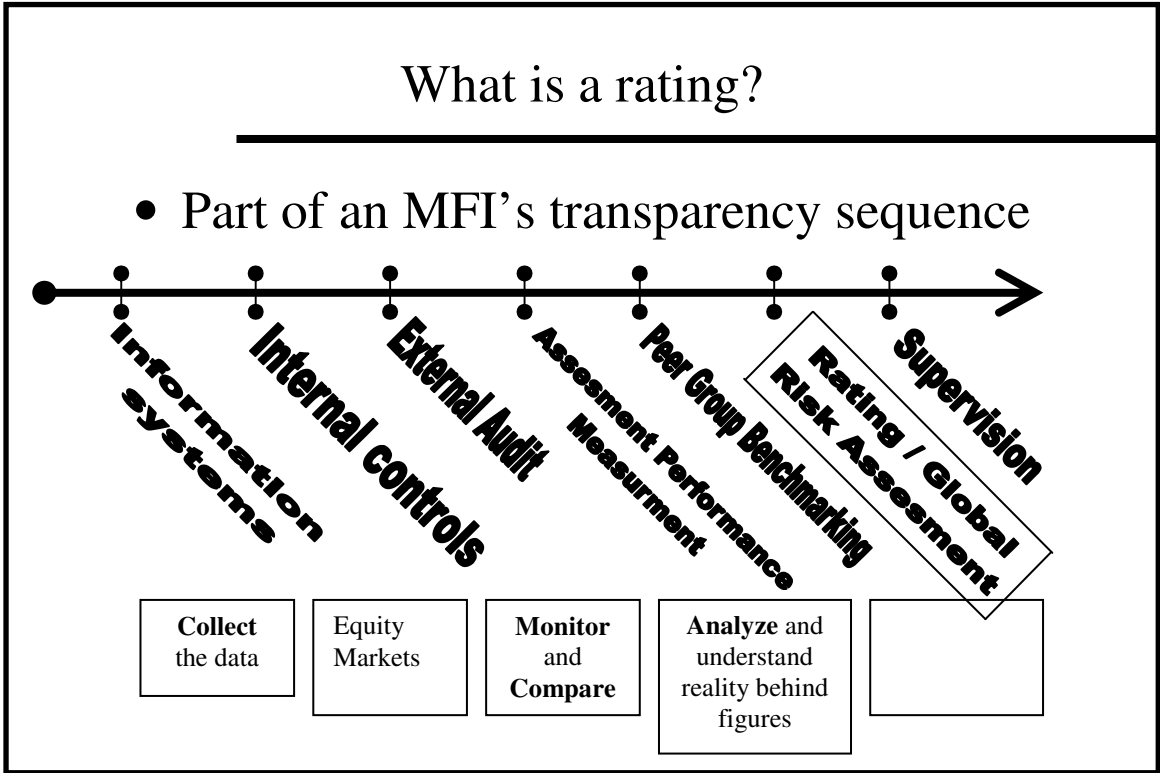 What is a rating?
• Part of an MFI’s transparency sequence
Information
systems
Internal controls
External Audit
Assesment Performance
Measurment
Peer Group Benchmarking
Rating / Global
Risk Assesment
Supervision
Collect
the data
Equity
Markets
Monitor
and
Compare
Analyze and
understand
reality behind
figures